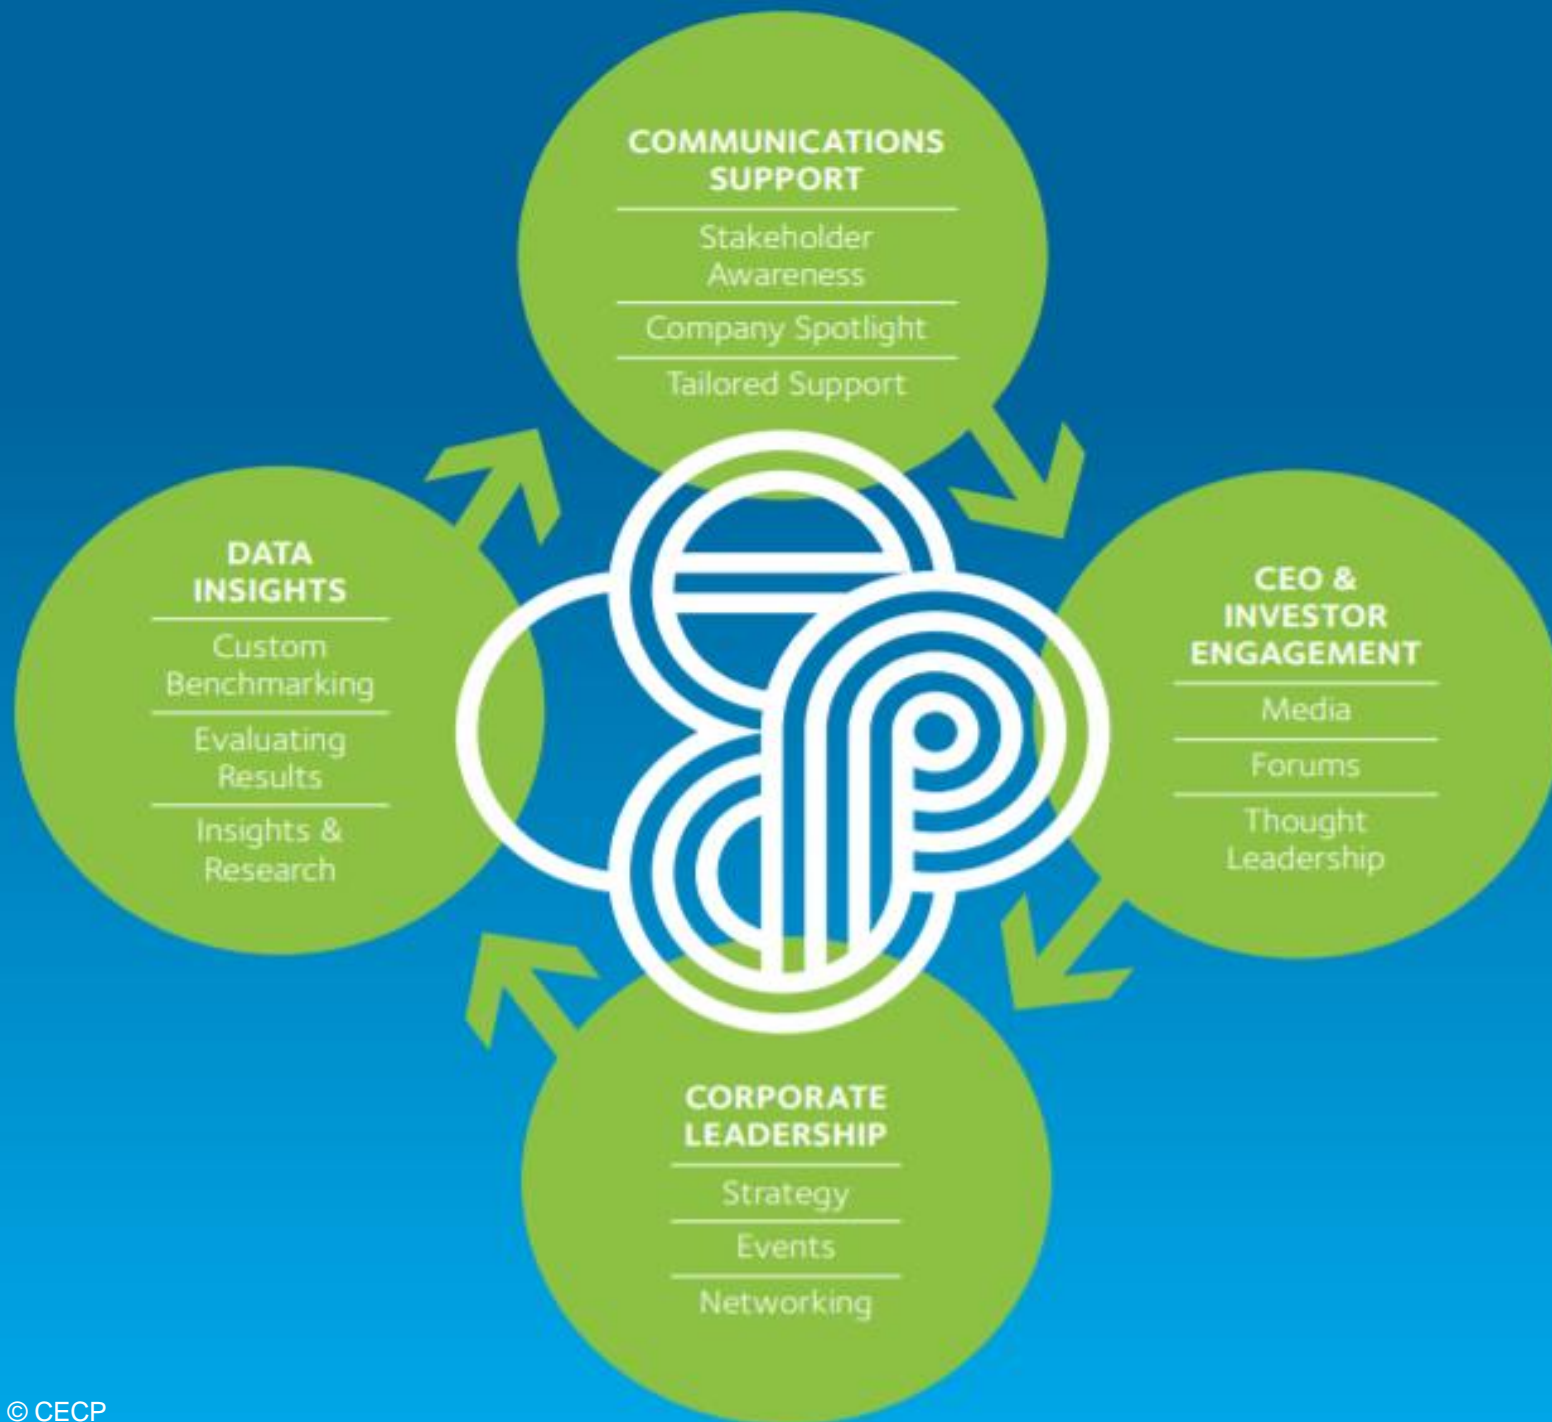 COMMUNICATIONS
SUPPORT
Stakeholder
Awareness
Company Spotlight
Tailored Support
DATA
INSIGHTS
Custom
Benchmarking
Evaluating
Results
Insights &
Research
CEO &
INVESTOR
ENGAGEMENT
Media
Forums
Thought
Leadership
CORPORATE
LEADERSHIP
Strategy
Events
Networking
© CECP